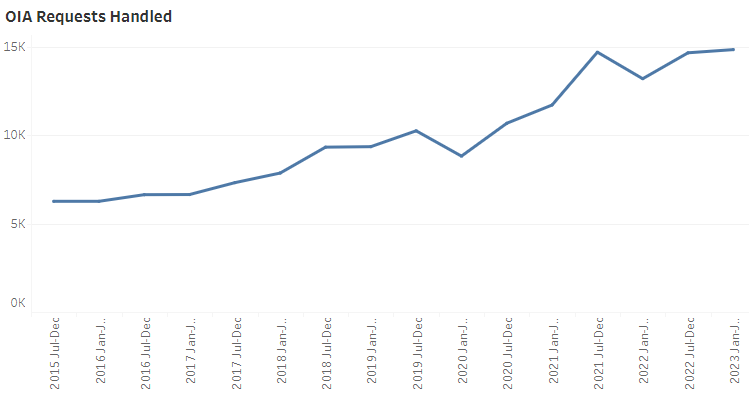 OIA Requests Handled
15K
10K
5K
0K
2015 Jul-Dec
2016 Jan-J..
2016 Jul-Dec
2017 Jan-J..
2017 Jul-Dec
2018 Jan-J..
2018 Jul-Dec
2019 Jan-J..
2019 Jul-Dec
2020 Jan-J..
2020 Jul-Dec
2021 Jan-J..
2021 Jul-Dec
2022 Jan-J..
2022 Jul-Dec
2023 Jan-J..